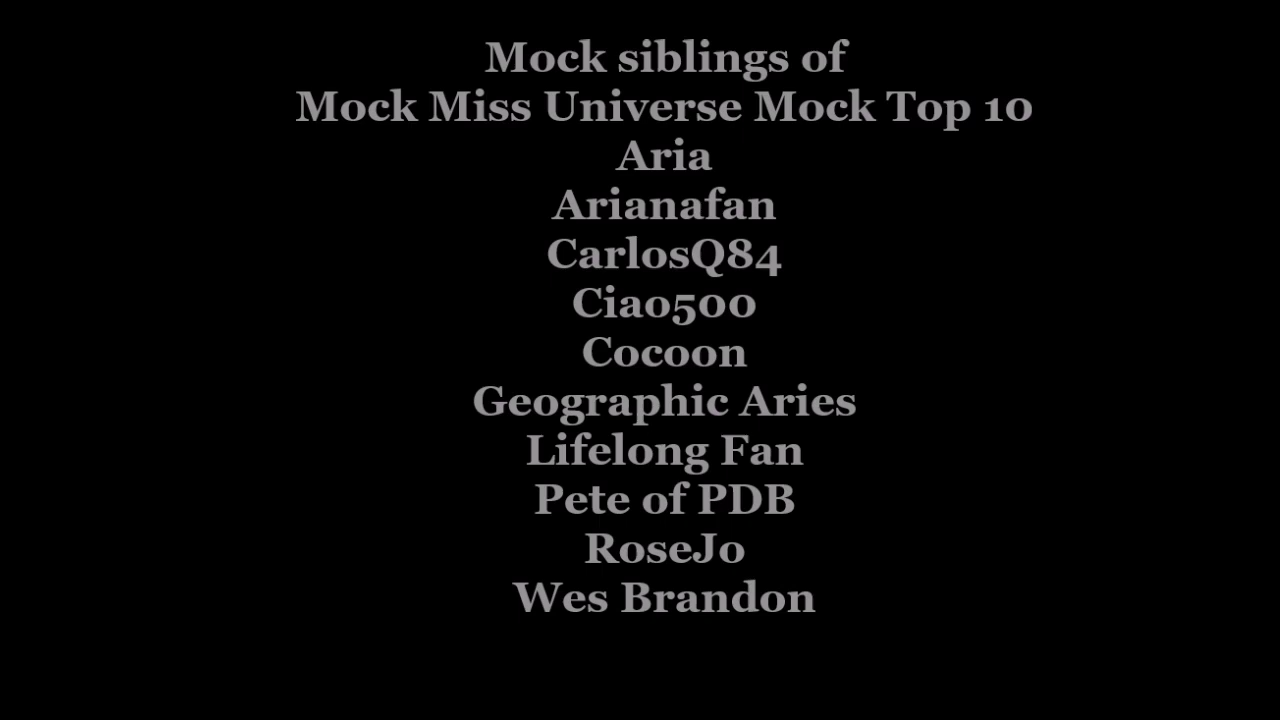 Mock siblings of
Mock Miss Universe Mock Top 10
Aria
Arianafan
CarlosQ84
Ciao500
Cocoon
Geographic Aries
Lifelong Fan
Pete of PDB
RoseJo
Wes Brandon